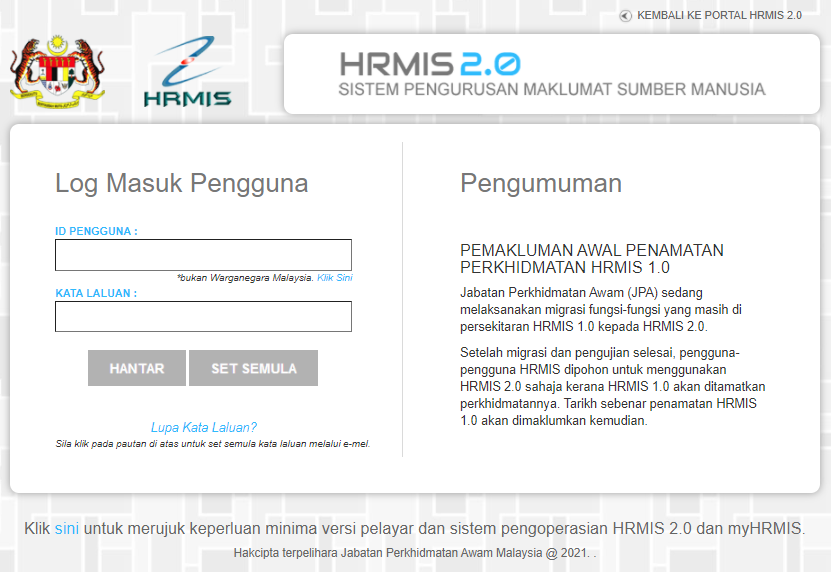 KEMBALI KE PORTAL HRMIS 2.0
HRMIS
HRMIS 2.0
SISTEM PENGURUSAN MAKLUMAT SUMBER MANUSIA
Log Masuk Pengguna
ID PENGGUNA :
*bukan Warganegara Malaysia. Klik Sini
KATA LALUAN :
HANTAR
SET SEMULA
Lupa Kata Laluan?
Sila klik pada pautan di atas untuk set semula kata laluan melalui e-mel.
Pengumuman
PEMAKLUMAN AWAL PENAMATAN
PERKHIDMATAN HRMIS 1.0
Jabatan Perkhidmatan Awam (JPA) sedang
melaksanakan migrasi fungsi-fungsi yang masih di
persekitaran HRMIS 1.0 kepada HRMIS 2.0.
Setelah migrasi dan pengujian selesai, pengguna-
pengguna HRMIS dipohon untuk menggunakan
HRMIS 2.0 sahaja kerana HRMIS 1.0 akan ditamatkan
perkhidmatannya. Tarikh sebenar penamatan HRMIS
1.0 akan dimaklumkan kemudian.
Klik sini untuk merujuk keperluan minima versi pelayar dan sistem pengoperasian HRMIS 2.0 dan myHRMIS.
Hakcipta terpelihara Jabatan Perkhidmatan Awam Malaysia @ 2021. .